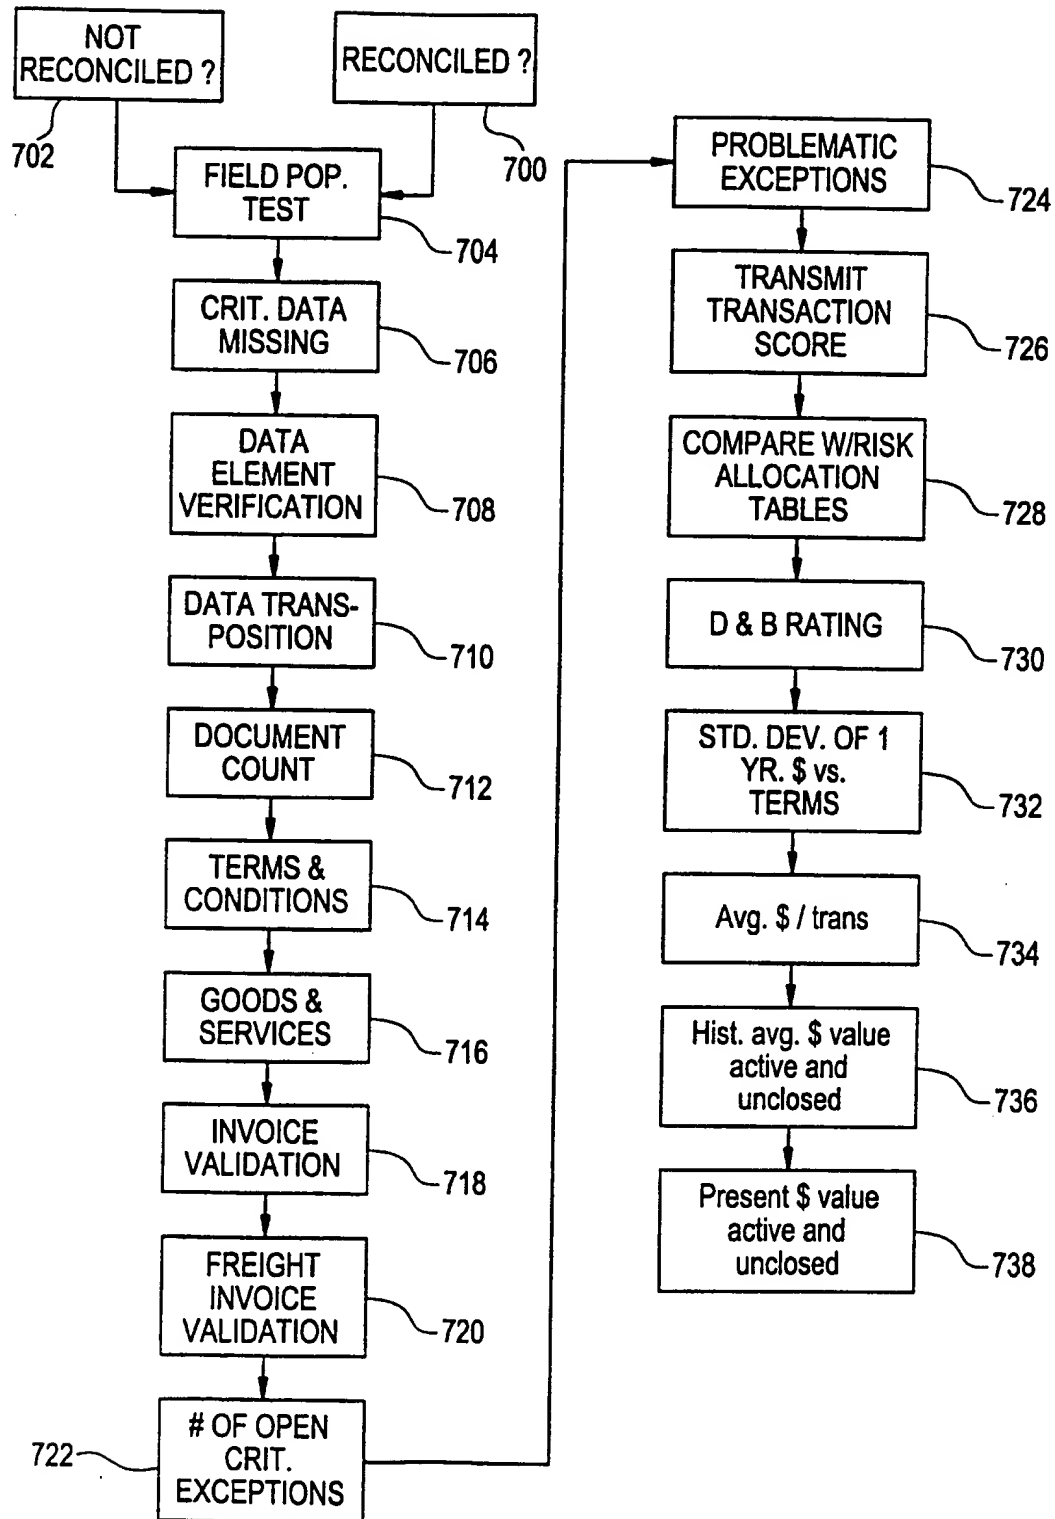 NOT
RECONCILED ?
702
RECONCILED ?
700
FIELD POP.
TEST
704
CRIT. DATA
MISSING
706
DATA
ELEMENT
VERIFICATION
708
DATA TRANS-
POSITION
710
DOCUMENT
COUNT
712
TERMS &
CONDITIONS
714
GOODS &
SERVICES
716
INVOICE
VALIDATION
718
FREIGHT
INVOICE
VALIDATION
720
# OF OPEN
CRIT.
EXCEPTIONS
722
PROBLEMATIC
EXCEPTIONS
724
TRANSMIT
TRANSACTION
SCORE
726
COMPARE W/RISK
ALLOCATION
TABLES
728
D & B RATING
730
STD. DEV. OF 1
YR. $ vs.
TERMS
732
Avg. $ / trans
734
Hist. avg. $ value
active and
unclosed
736
Present $ value
active and
unclosed
738